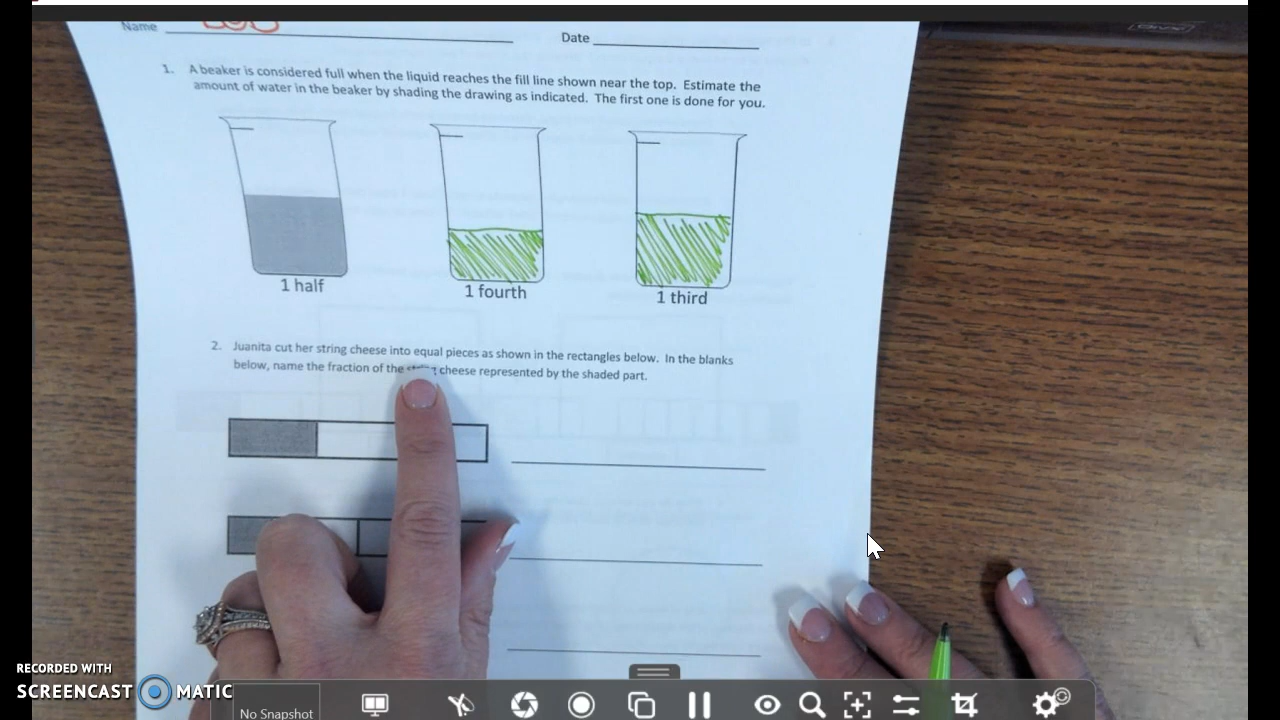 Name
Date
1. A beaker is considered full when the liquid reaches the fill line shown near the top. Estimate the
amount of water in the beaker by shading the drawing as indicated. The first one is done for you.
1 half
1 fourth
1 third
2. Juanita cut her string cheese into equal pieces as shown in the rectangles below. In the blanks
below, name the fraction of the string cheese represented by the shaded part.
RECORDED WITH
SCREENCAST MATIC
No Snapshot